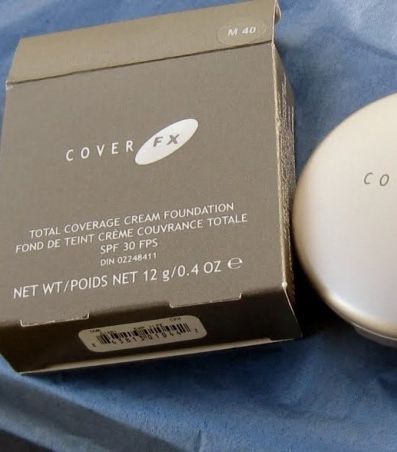 M 40
COVER FX
TOTAL COVERAGE CREAM FOUNDATION
FOND DE TEINT CRÈME COUVRANCE TOTALE
SPF 30 FPS
DIN 02248411
NET WT/POIDS NET 12 g/0.4 OZ ℮
CO